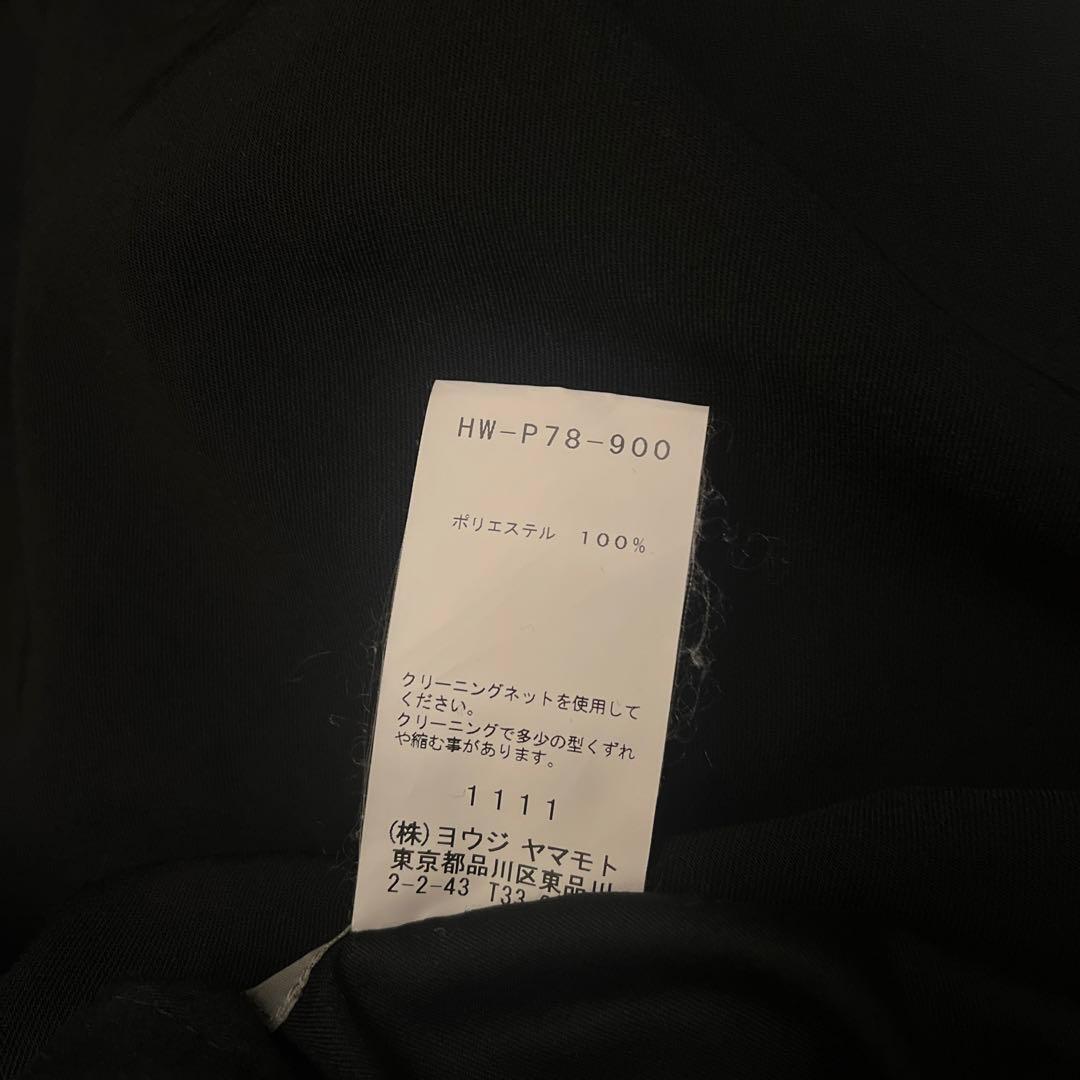 HW-P78-900
ポリエステル 100%
クリーニングネットを使用して
ください。
クリーニングで多少の型くずれ
や縮む事があります。
1111
(株)ヨウジ ヤマモト
東京都品川区東品川
2-2-43 T33